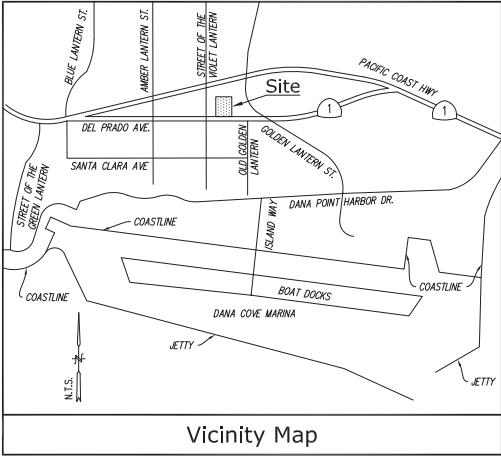 BLUE LANTERN ST.
AMBER LANTERN ST.
STREET OF THE
VIOLET LANTERN
PACIFIC COAST HWY
Site
1
1
DEL PRADO AVE.
GOLDEN LANTERN ST.
OLD GOLDEN
LANTERN
SANTA CLARA AVE
STREET OF THE
GREEN LANTERN
DANA POINT HARBOR DR.
ISLAND WAY
COASTLINE
COASTLINE
COASTLINE
BOAT DOCKS
DANA COVE MARINA
JETTY
JETTY
N
N.T.S.
Vicinity Map